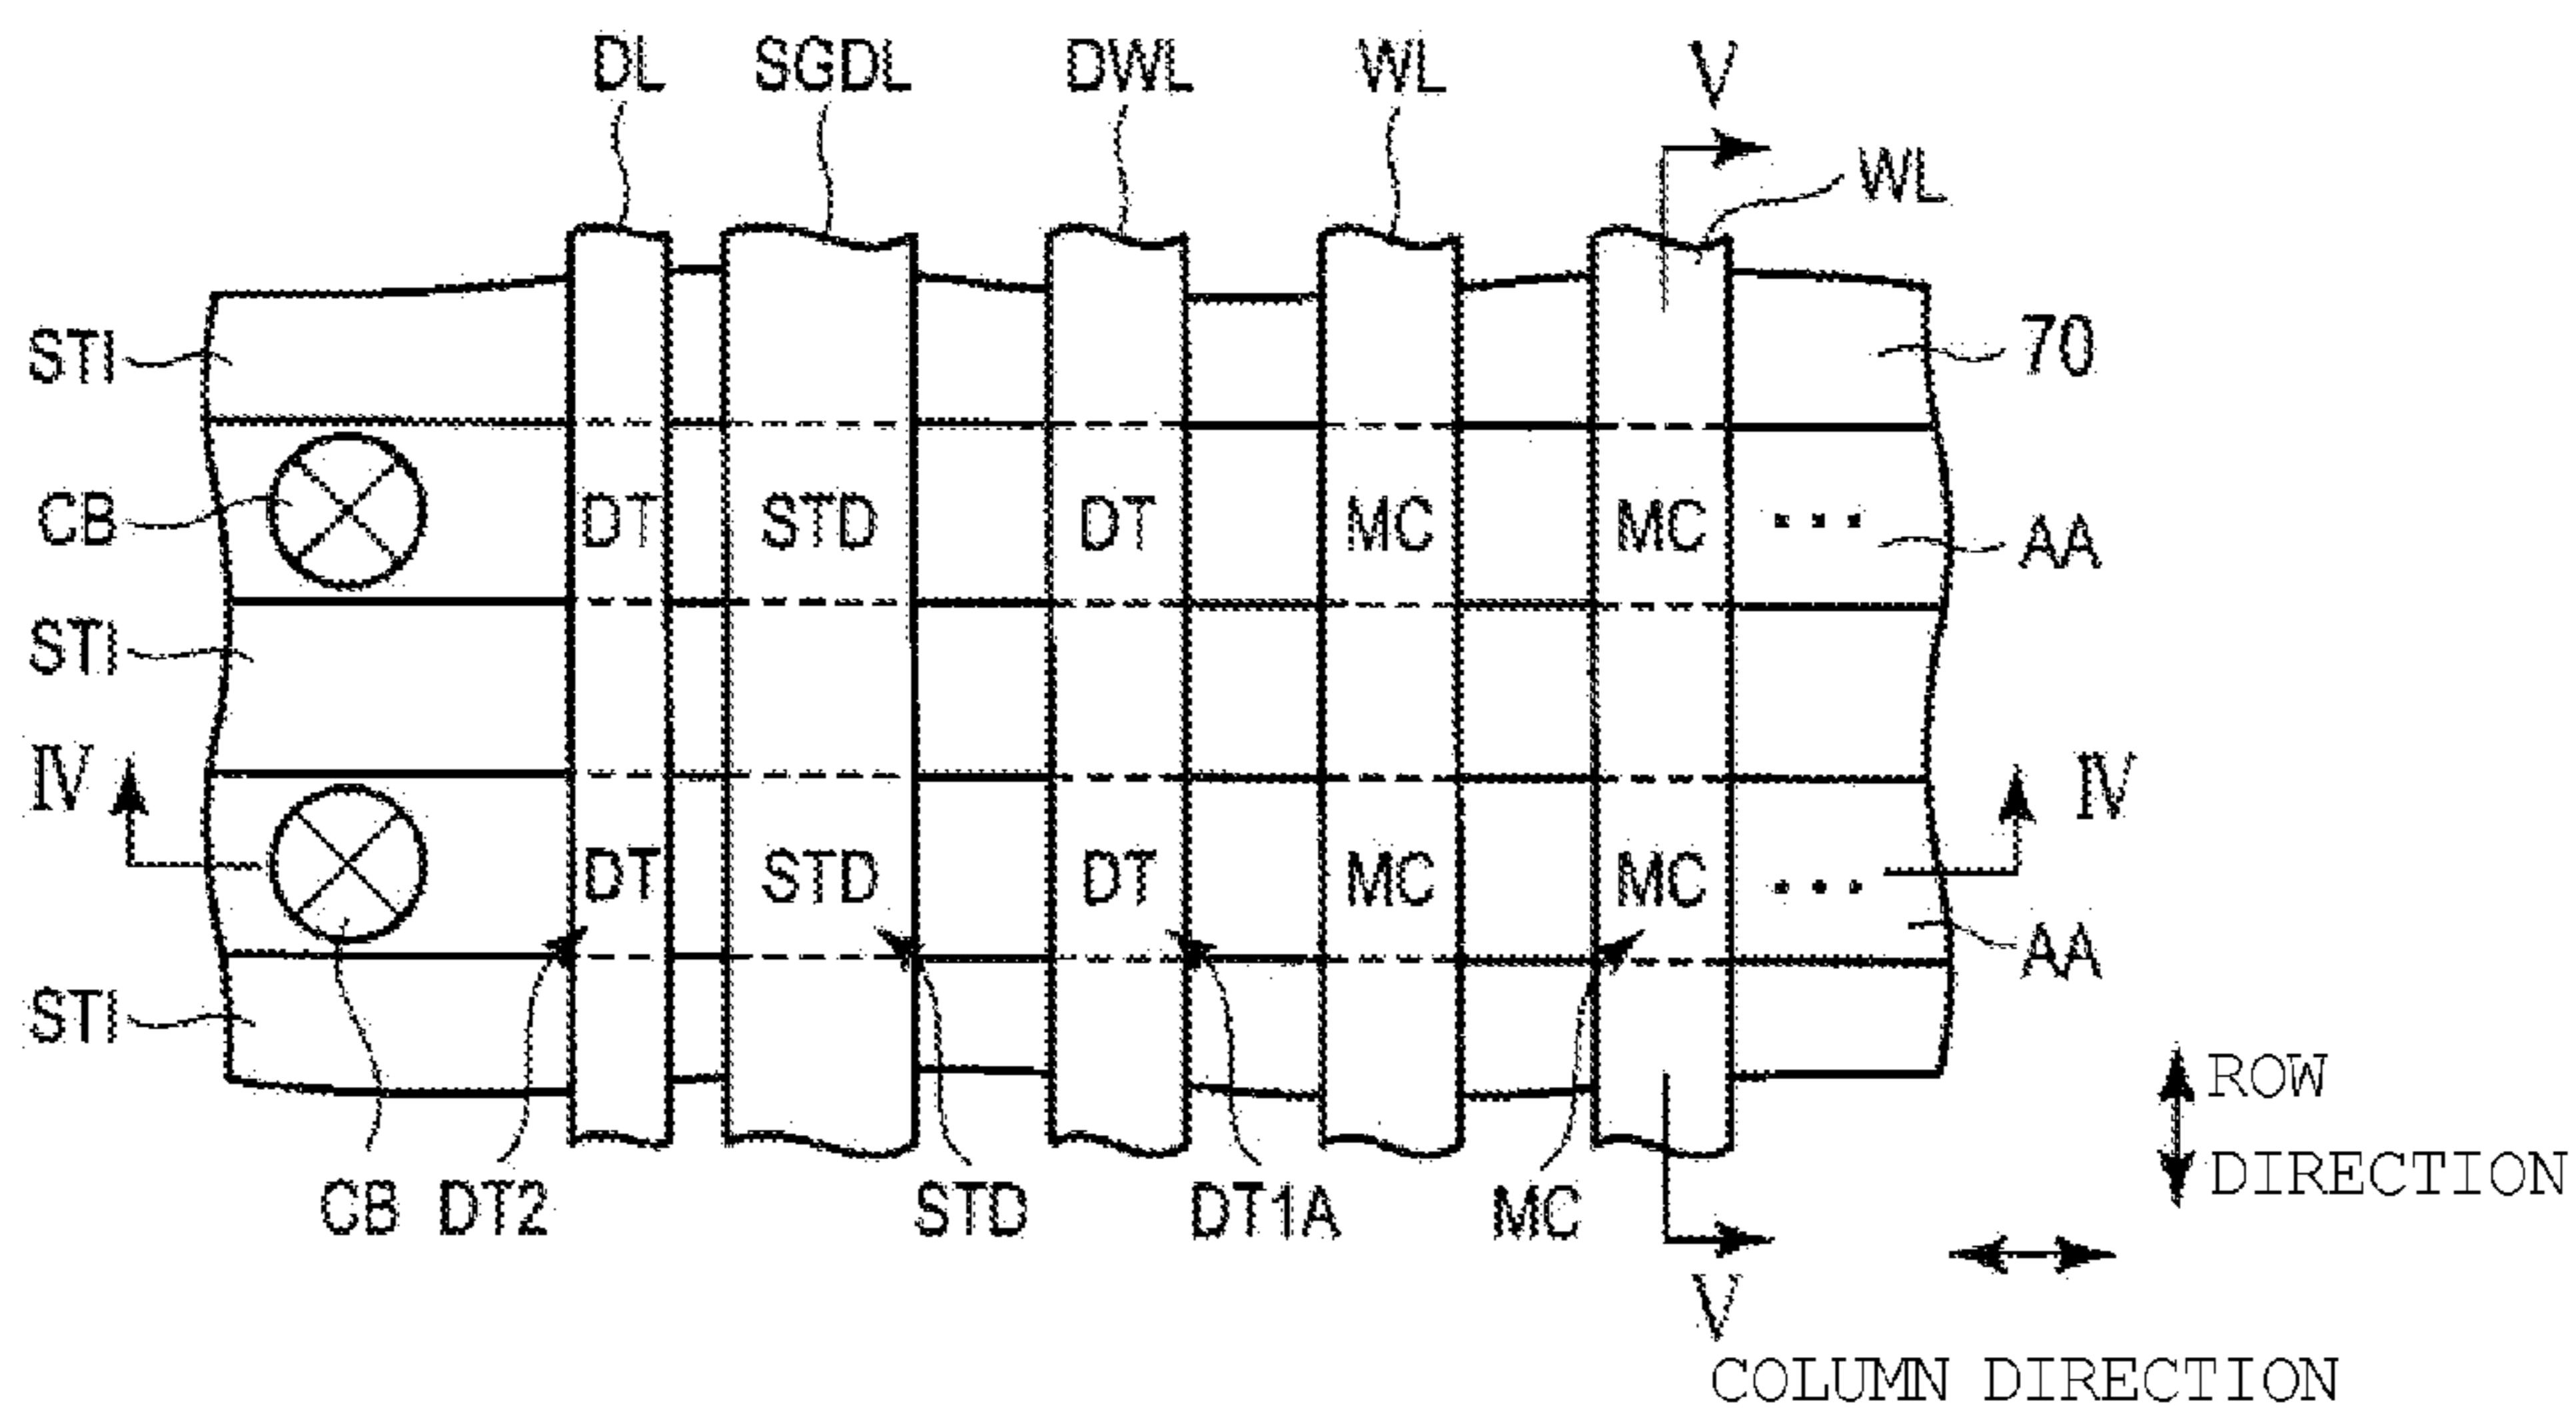 DL SGDL DWL WL V
WL
STI 70
CB DT STD DT MC MC ... AA
STI
IV IV
DT STD DT MC MC ...
AA
STI
ROW
DIRECTION
CB DT2 STD DT1A MC
V
COLUMN DIRECTION